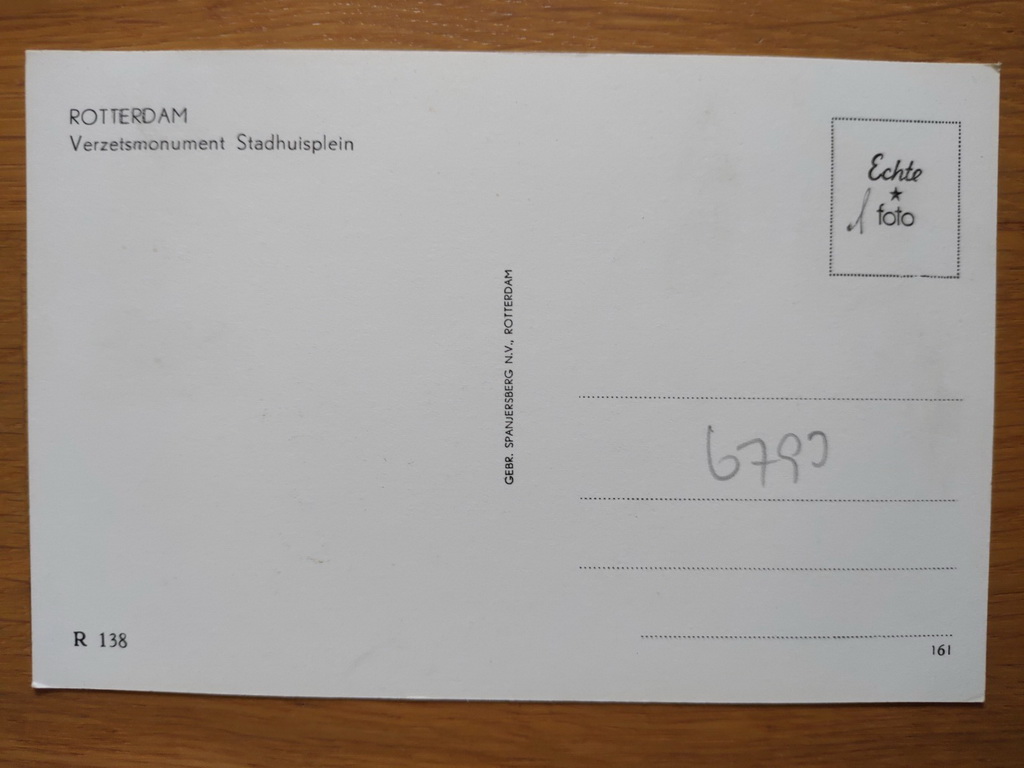 ROTTERDAM
Verzetsmonument Stadhuisplein
Echte
★
foto
GEBR. SPANJERSBERG N.V., ROTTERDAM
R 138
161